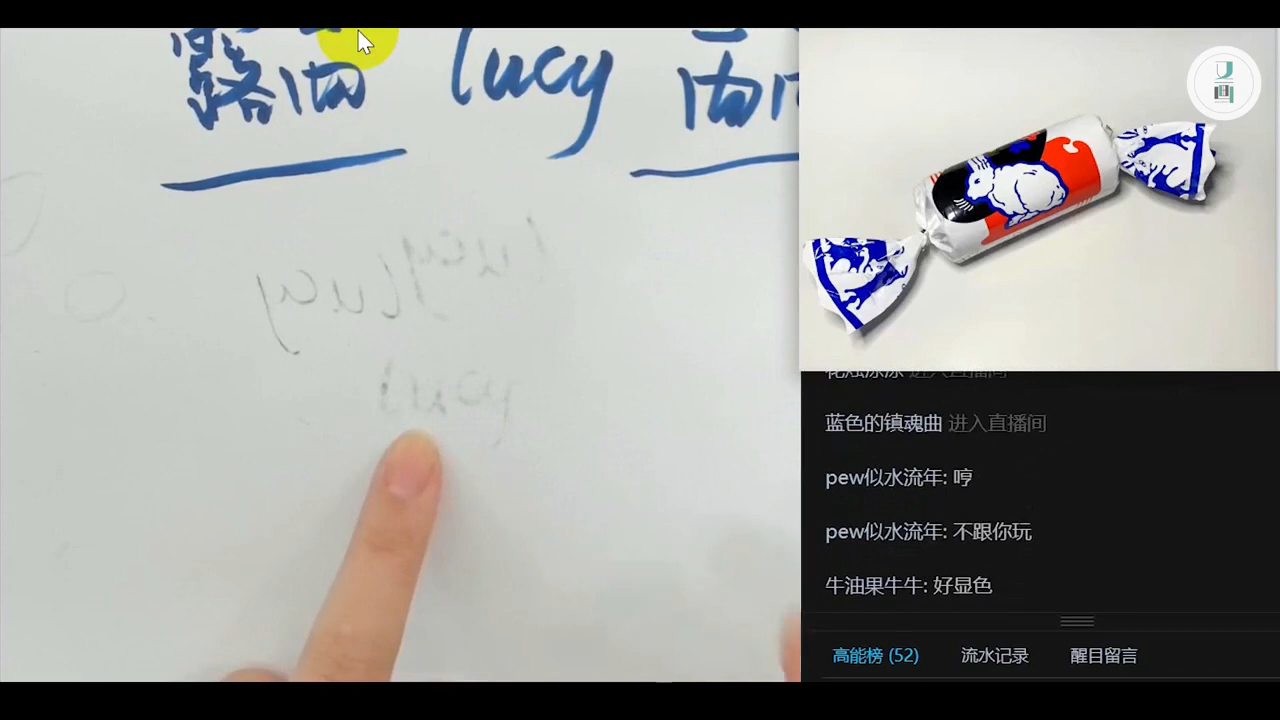 露西 lucy 西
lucy
lucy
蓝色的镇魂曲 进入直播间
pew似水流年: 哼
pew似水流年: 不跟你玩
牛油果牛牛: 好显色
高能榜 (52) 流水记录 醒目留言